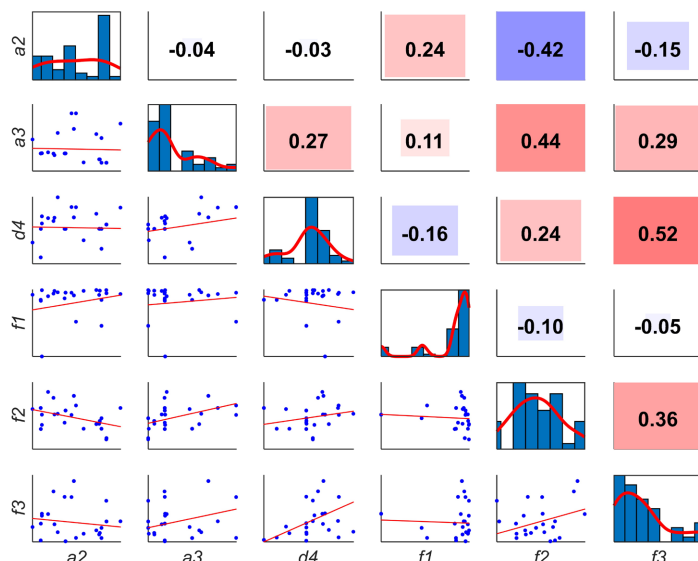 a2 -0.04 -0.03 0.24 -0.42 -0.15
a3 0.27 0.11 0.44 0.29
d4 -0.16 0.24 0.52
f1 -0.10 -0.05
f2 0.36
f3
a2 a3 d4 f1 f2 f3